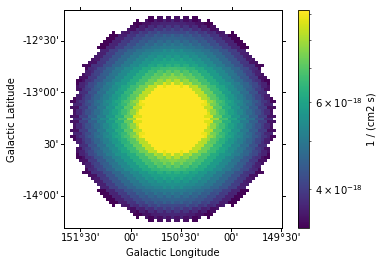 -12°30'
-13°00'
30'
-14°00'
Galactic Latitude
151°30'
00'
150°30'
00'
149°30'
Galactic Longitude
6 × 10⁻¹⁸
4 × 10⁻¹⁸
1 / (cm2 s)